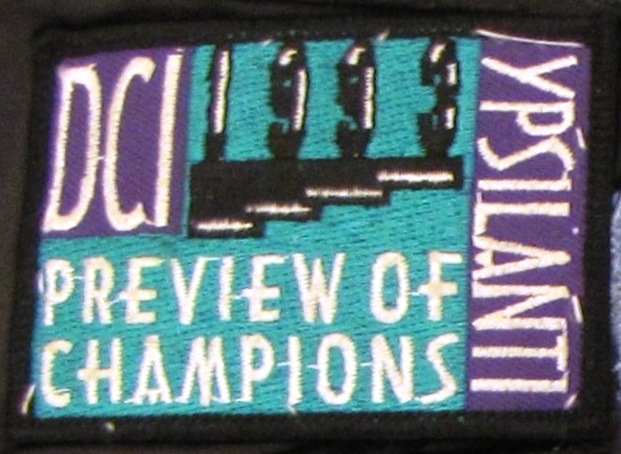 DCI
1993
PREVIEW OF
CHAMPIONS
YPSILANTI